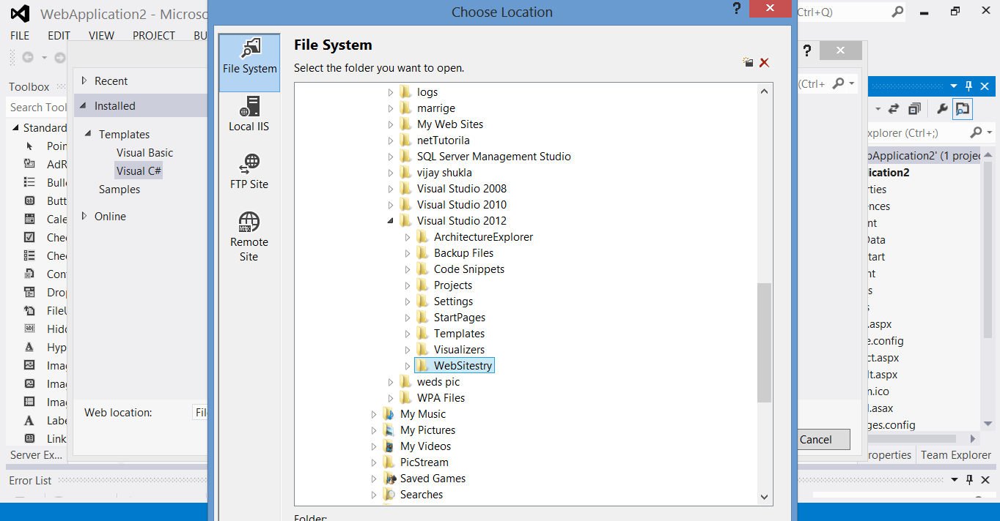 WebApplication2 - Microso
Choose Location
?
Ctrl+Q)
FILE EDIT VIEW PROJECT BU
File System
Select the folder you want to open.
File System
Local IIS
FTP Site
Remote
Site
Toolbox
Search Tool
Standard
Poin
AdR
Bulle
Butt
Cale
Chec
Chec
Con
Drop
FileU
Hidd
Hyp
Imag
Imag
Imag
Labe
Link
Server Ex...
Error List
Recent
Installed
Templates
Visual Basic
Visual C#
Samples
Online
Web location:
File
logs
marrige
My Web Sites
netTutorila
SQL Server Management Studio
vijay shukla
Visual Studio 2008
Visual Studio 2010
Visual Studio 2012
ArchitectureExplorer
Backup Files
Code Snippets
Projects
Settings
StartPages
Templates
Visualizers
WebSitestry
weds pic
WPA Files
My Music
My Pictures
My Videos
PicStream
Saved Games
Searches
Folder:
?
(Ctrl+
Cancel
xplorer (Ctrl+;)
bApplication2' (1 projec
ication2
rties
ences
nt
Data
tart
nt
s
s
.aspx
e.config
ct.aspx
lt.aspx
n.ico
l.asax
ges.config
roperties Team Explorer